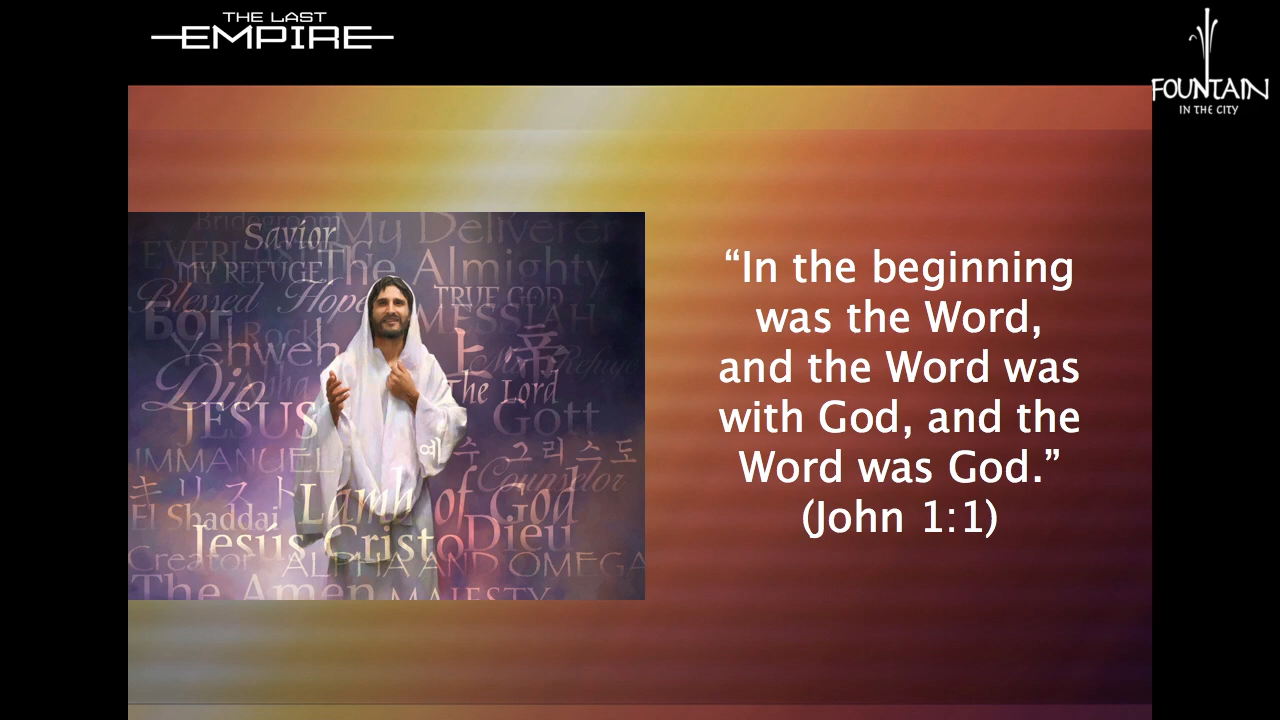 THE LAST
EMPIRE
FOUNTAIN
IN THE CITY
Bridegroom
Savior
My Deliverer
MY REFUGE
The Almighty
Blessed Hope
TRUE GOD
Бог
Rock
MESSIAH
Yehweh
上帝
My Refuge
Dio
The Lord
JESUS
Gott
IMMANUEL
예수 그리스도
Counselor
キリスト
Lamb of God
El Shaddai
Jesús Cristo
Dieu
Creator
ALPHA AND OMEGA
The Amen
MAJESTY
“In the beginning
was the Word,
and the Word was
with God, and the
Word was God.”
(John 1:1)